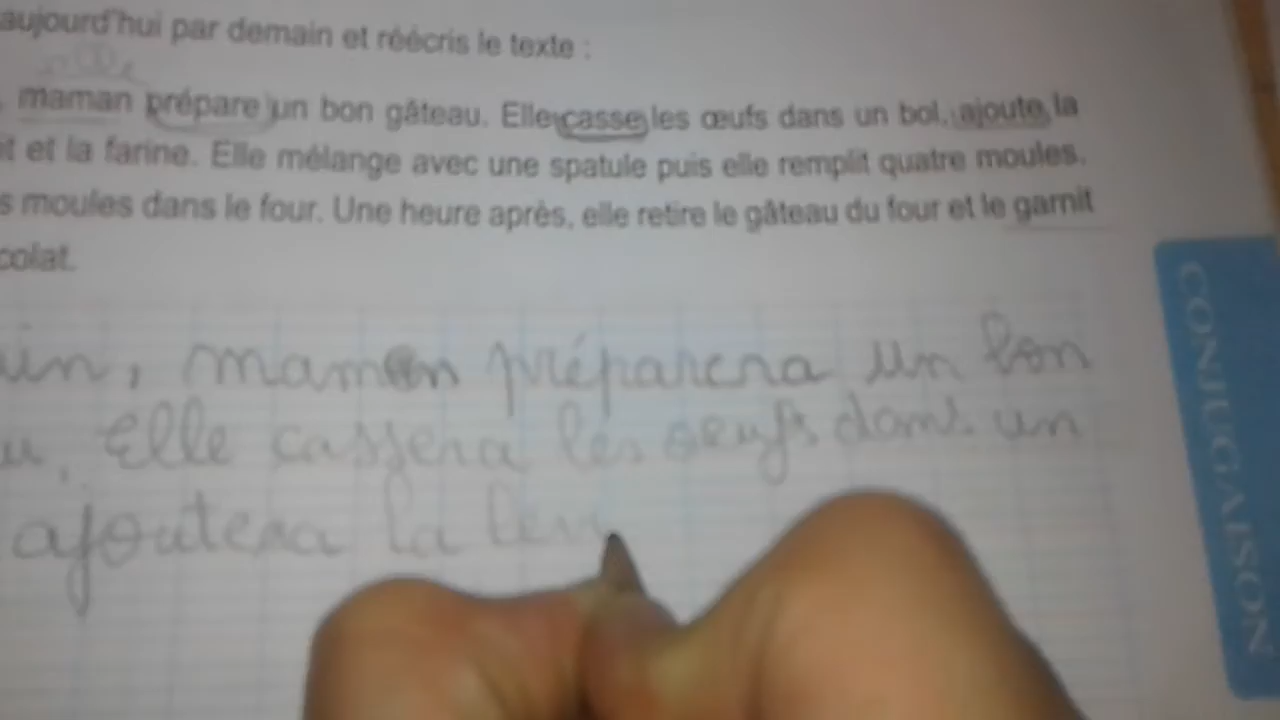 aujourd'hui par demain et réécris le texte :
maman prépare un bon gâteau. Elle casse les œufs dans un bol, ajoute la
t et la farine. Elle mélange avec une spatule puis elle remplit quatre moules.
s moules dans le four. Une heure après, elle retire le gâteau du four et le garnit
colat.
in, maman préparera un bon
u, Elle cassera les oeufs dans un
ajoutera la lev
CONJUGAISON